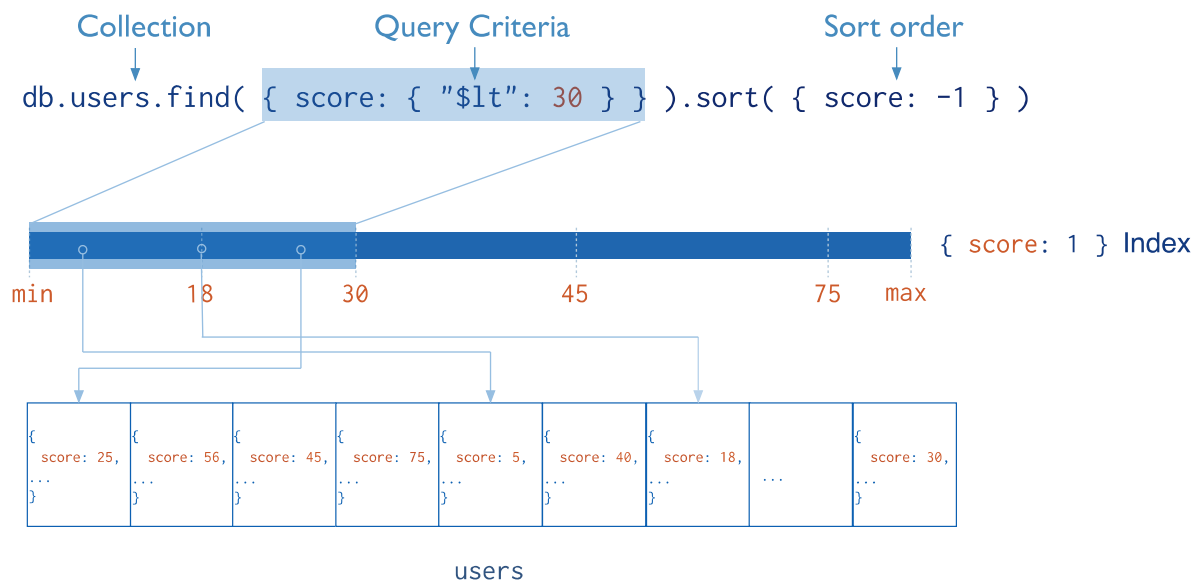 Collection Query Criteria Sort order
db.users.find( { score: { "$lt": 30 } } ).sort( { score: -1 } )
{ score: 1 } Index
min 18 30 45 75 max
{ { { { { { { {
score: 25, score: 56, score: 45, score: 75, score: 5, score: 40, score: 18, score: 30,
... ... ... ... ... ... ... ... ...
} } } } } } } }
users